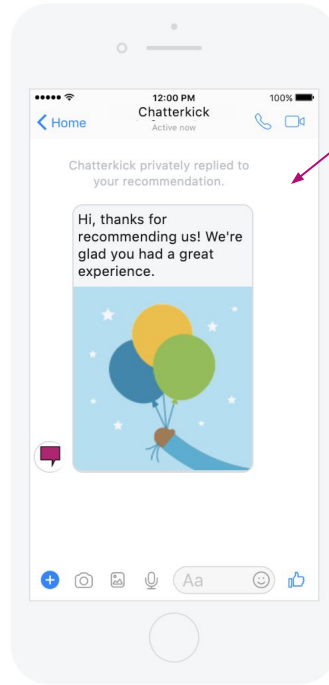 12:00 PM
100%
Home
Chatterkick
Active now
Chatterkick privately replied to
your recommendation.
Hi, thanks for
recommending us! We're
glad you had a great
experience.
Aa